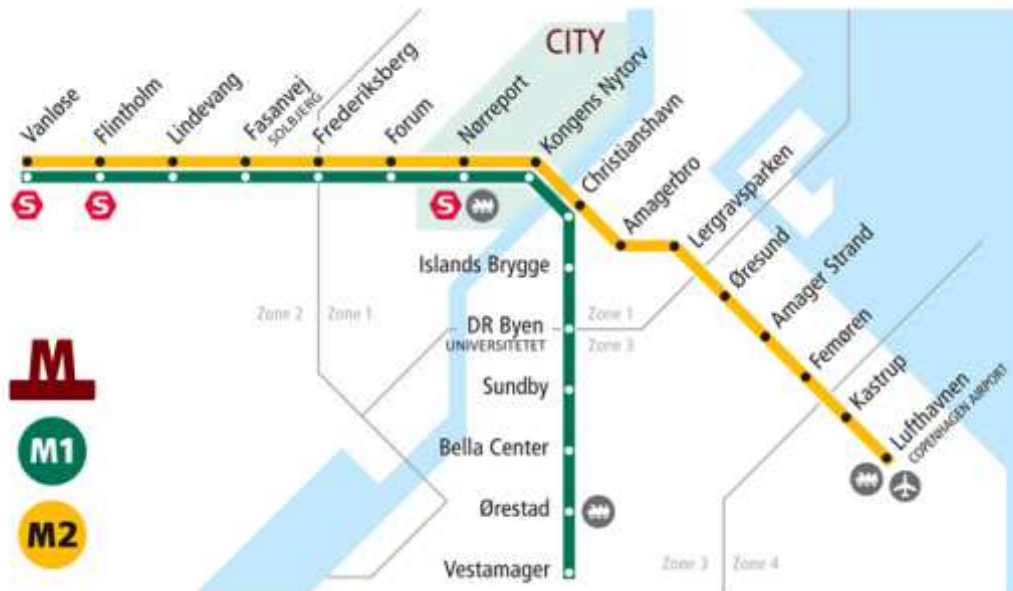 CITY
Vanløse
Flintholm
Lindevang
Fasanvej
SOLBJERG
Frederiksberg
Forum
Nørreport
Kongens Nytorv
Christianshavn
Amagerbro
Lergravsparken
Øresund
Amager Strand
Femøren
Kastrup
Lufthavnen
COPENHAGEN AIRPORT
S
S
S
Islands Brygge
Zone 2
Zone 1
DR Byen
UNIVERSITETET
Zone 1
Zone 3
Sundby
Bella Center
Ørestad
Vestamager
Zone 3
Zone 4
M
M1
M2